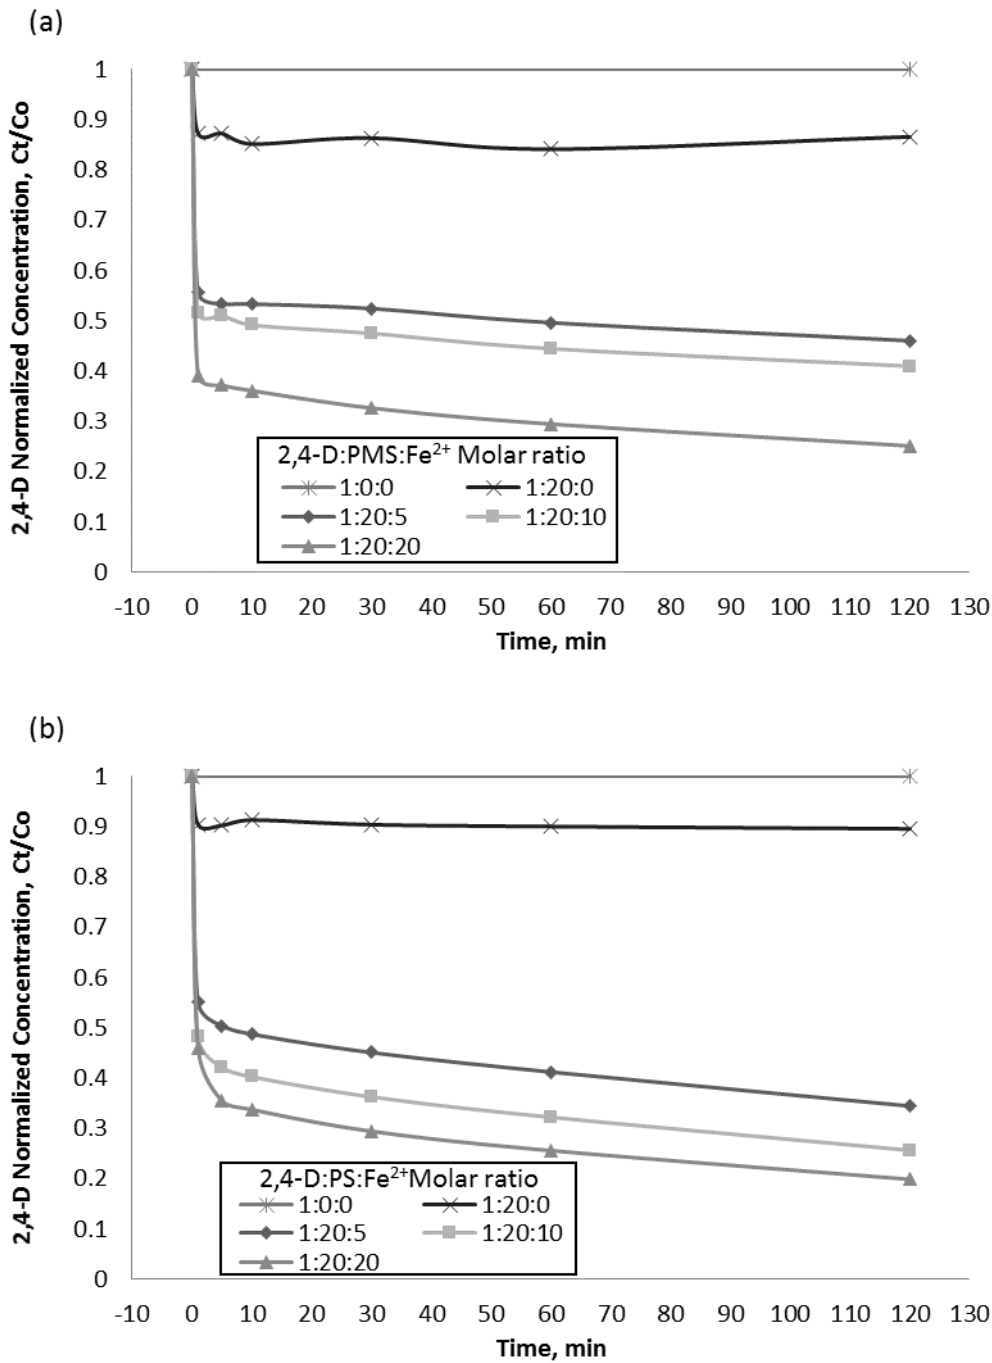 (a)
2,4-D Normalized Concentration, Ct/Co
1
0.9
0.8
0.7
0.6
0.5
0.4
0.3
0.2
0.1
0
2,4-D:PMS:Fe²⁺ Molar ratio
1:0:0 1:20:0
1:20:5 1:20:10
1:20:20
-10 0 10 20 30 40 50 60 70 80 90 100 110 120 130
Time, min
(b)
2,4-D Normalized Concentration, Ct/Co
1
0.9
0.8
0.7
0.6
0.5
0.4
0.3
0.2
0.1
0
2,4-D:PS:Fe²⁺Molar ratio
1:0:0 1:20:0
1:20:5 1:20:10
1:20:20
-10 0 10 20 30 40 50 60 70 80 90 100 110 120 130
Time, min